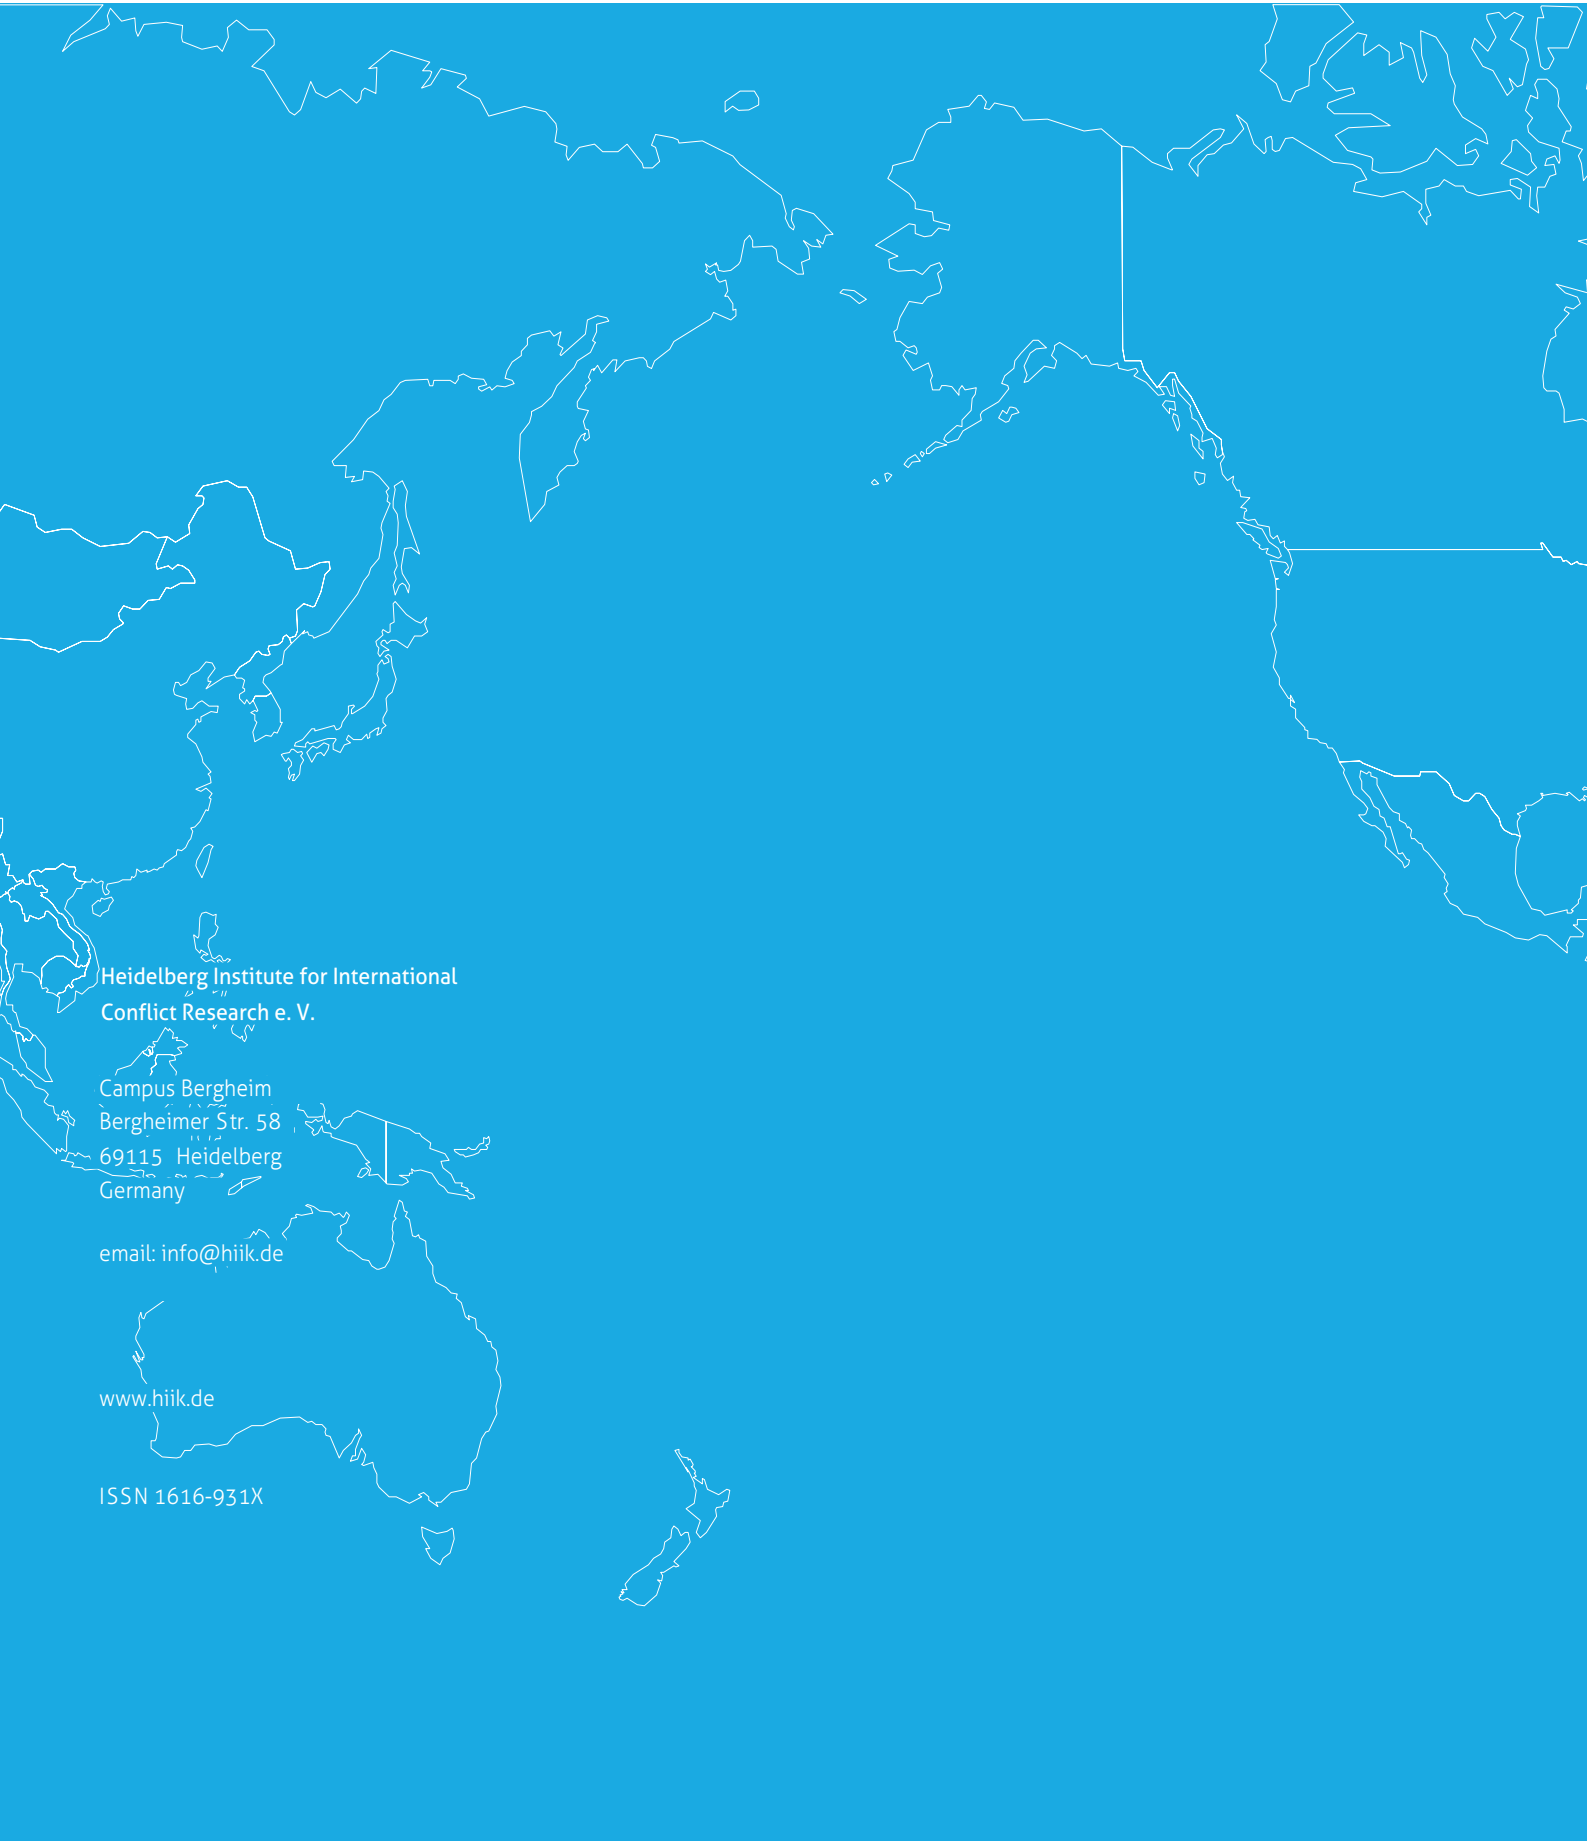 Heidelberg Institute for International
Conflict Research e. V.
Campus Bergheim
Bergheimer Str. 58
69115 Heidelberg
Germany
email: info@hiik.de
www.hiik.de
ISSN 1616-931X